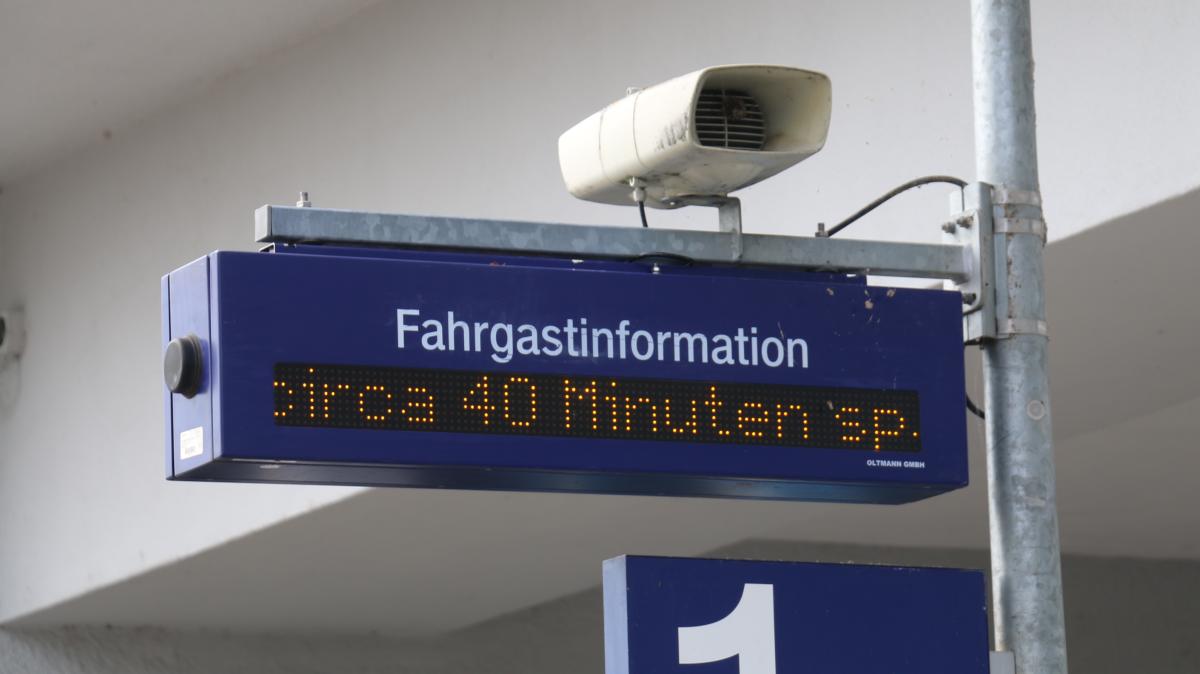 Fahrgastinformation
circa 40 Minuten sp
OLTMANN GMBH
1